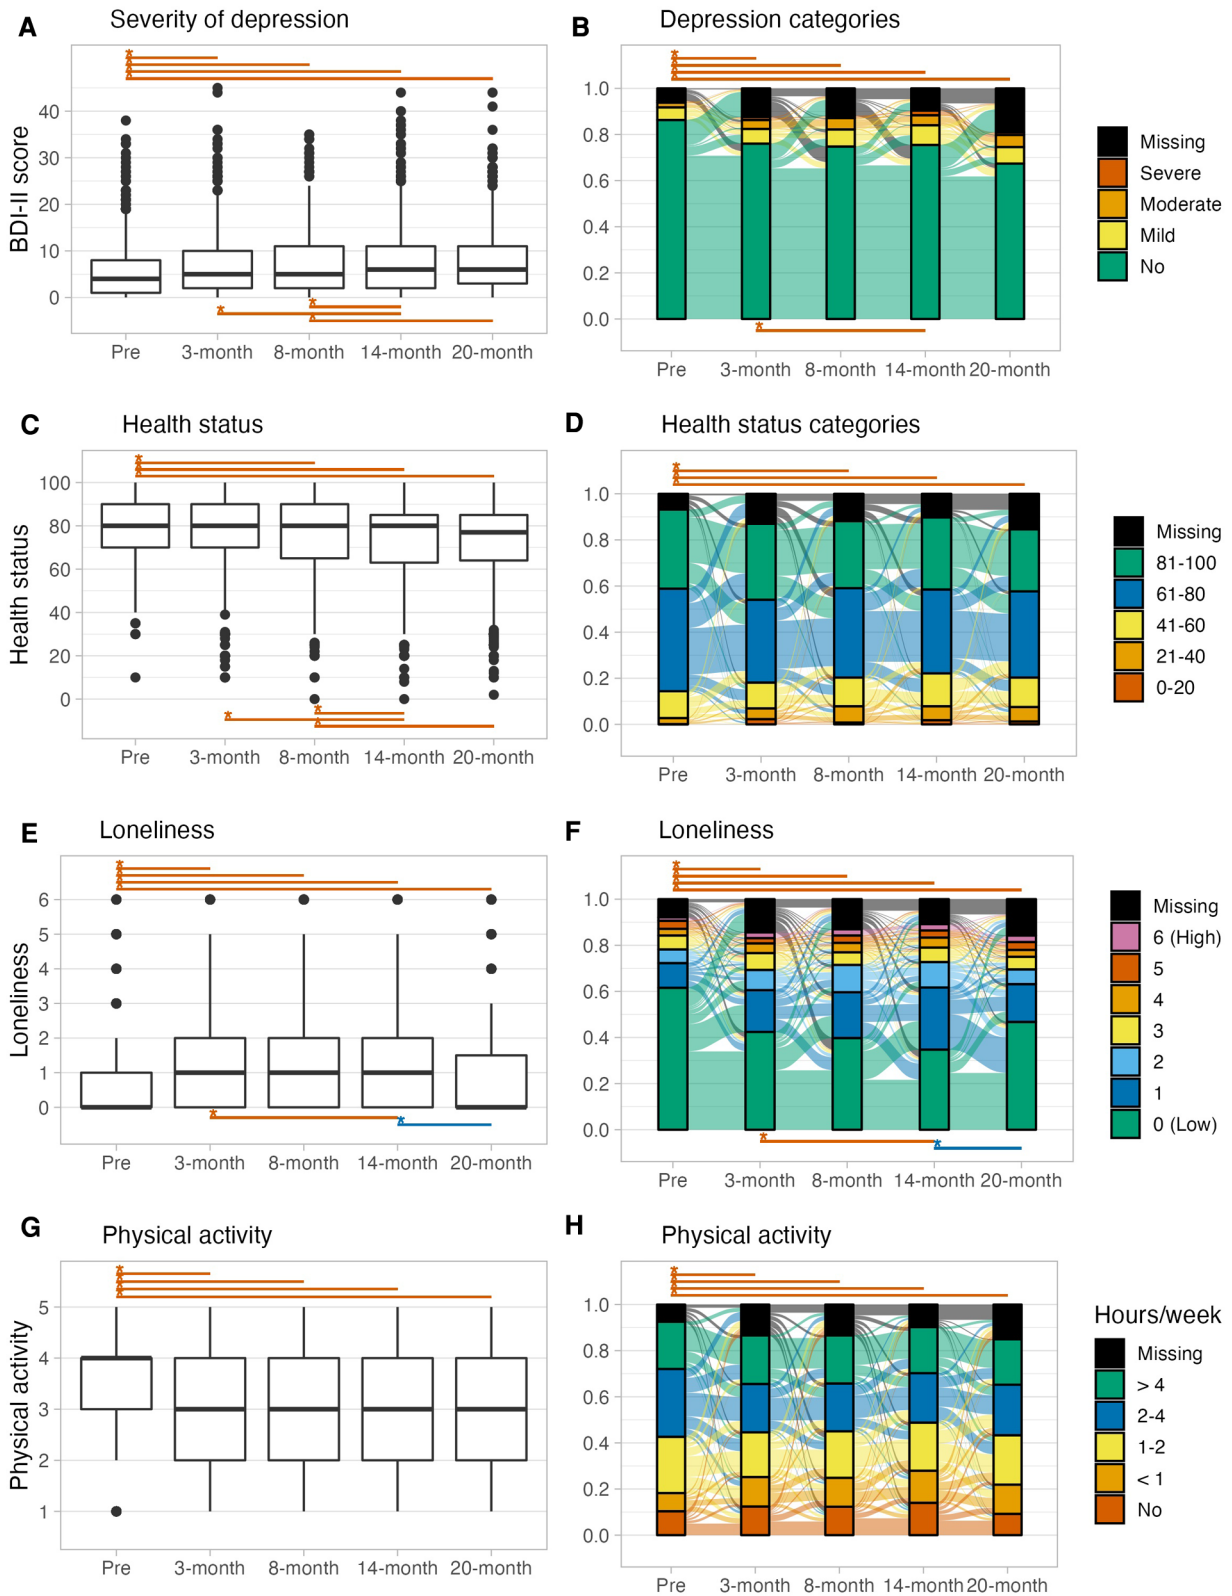 A Severity of depression
BDI-II score
40
30
20
10
0
Pre 3-month 8-month 14-month 20-month
B Depression categories
1.0
0.8
0.6
0.4
0.2
0.0
Pre 3-month 8-month 14-month 20-month
Missing
Severe
Moderate
Mild
No
C Health status
Health status
100
80
60
40
20
0
Pre 3-month 8-month 14-month 20-month
D Health status categories
1.0
0.8
0.6
0.4
0.2
0.0
Pre 3-month 8-month 14-month 20-month
Missing
81-100
61-80
41-60
21-40
0-20
E Loneliness
Loneliness
6
5
4
3
2
1
0
Pre 3-month 8-month 14-month 20-month
F Loneliness
1.0
0.8
0.6
0.4
0.2
0.0
Pre 3-month 8-month 14-month 20-month
Missing
6 (High)
5
4
3
2
1
0 (Low)
G Physical activity
Physical activity
5
4
3
2
1
Pre 3-month 8-month 14-month 20-month
H Physical activity
1.0
0.8
0.6
0.4
0.2
0.0
Pre 3-month 8-month 14-month 20-month
Hours/week
Missing
> 4
2-4
1-2
< 1
No